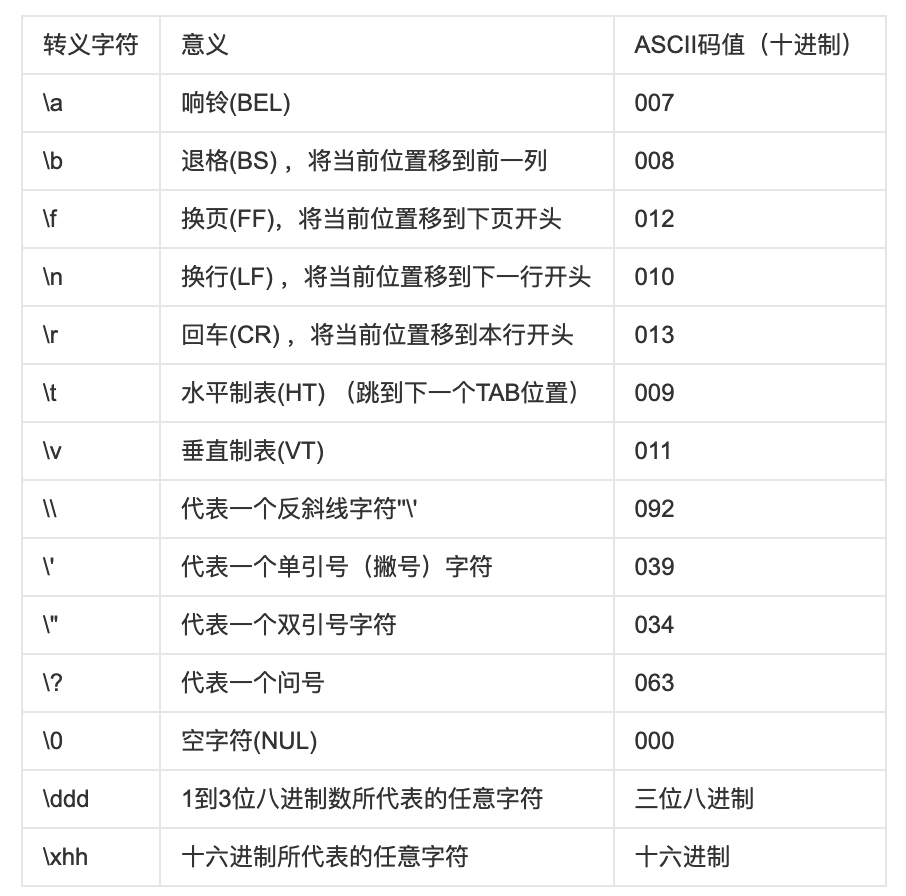 转义字符 意义 ASCII码值（十进制）
\a 响铃(BEL) 007
\b 退格(BS) ，将当前位置移到前一列 008
\f 换页(FF)，将当前位置移到下页开头 012
\n 换行(LF) ，将当前位置移到下一行开头 010
\r 回车(CR) ，将当前位置移到本行开头 013
\t 水平制表(HT) （跳到下一个TAB位置） 009
\v 垂直制表(VT) 011
\\ 代表一个反斜线字符"\' 092
\' 代表一个单引号（撇号）字符 039
\" 代表一个双引号字符 034
\? 代表一个问号 063
\0 空字符(NUL) 000
\ddd 1到3位八进制数所代表的任意字符 三位八进制
\xhh 十六进制所代表的任意字符 十六进制